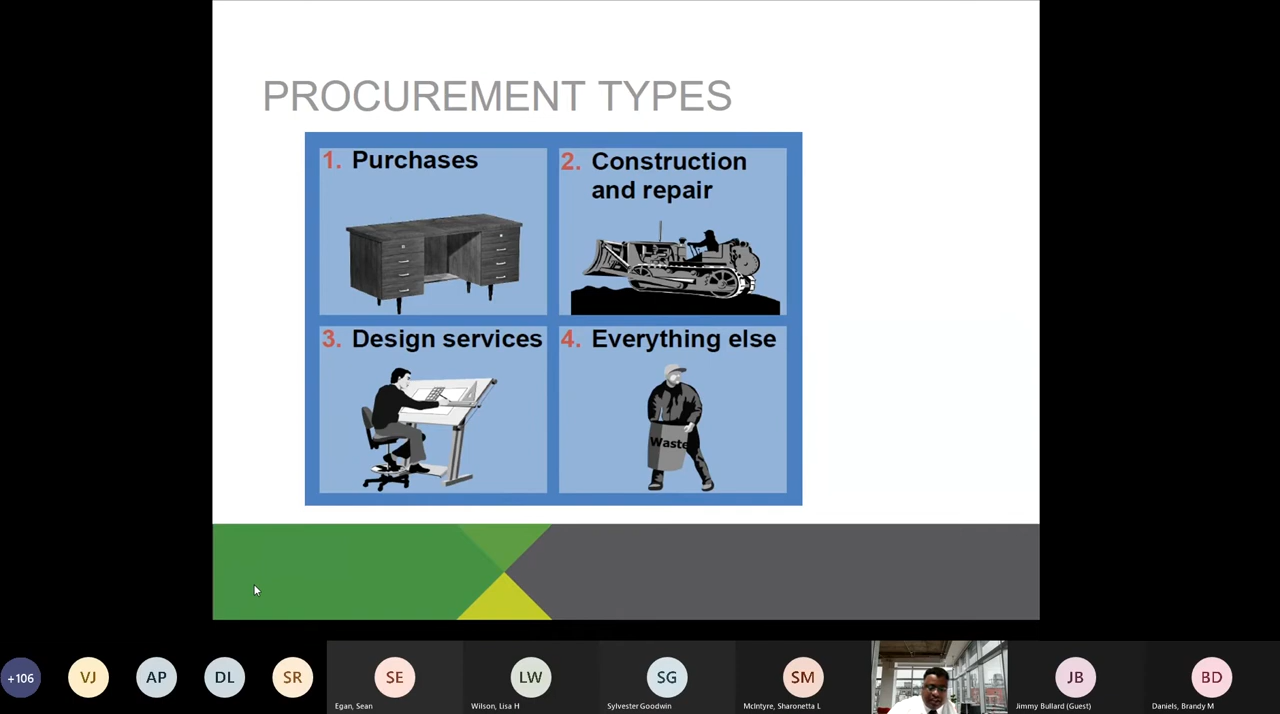 PROCUREMENT TYPES
1. Purchases
2. Construction
and repair
3. Design services
4. Everything else
Waste
+106
VJ
AP
DL
SR
SE
Egan, Sean
LW
Wilson, Lisa H
SG
Sylvester Goodwin
SM
McIntyre, Sharonetta L
JB
Jimmy Bullard (Guest)
BD
Daniels, Brandy M